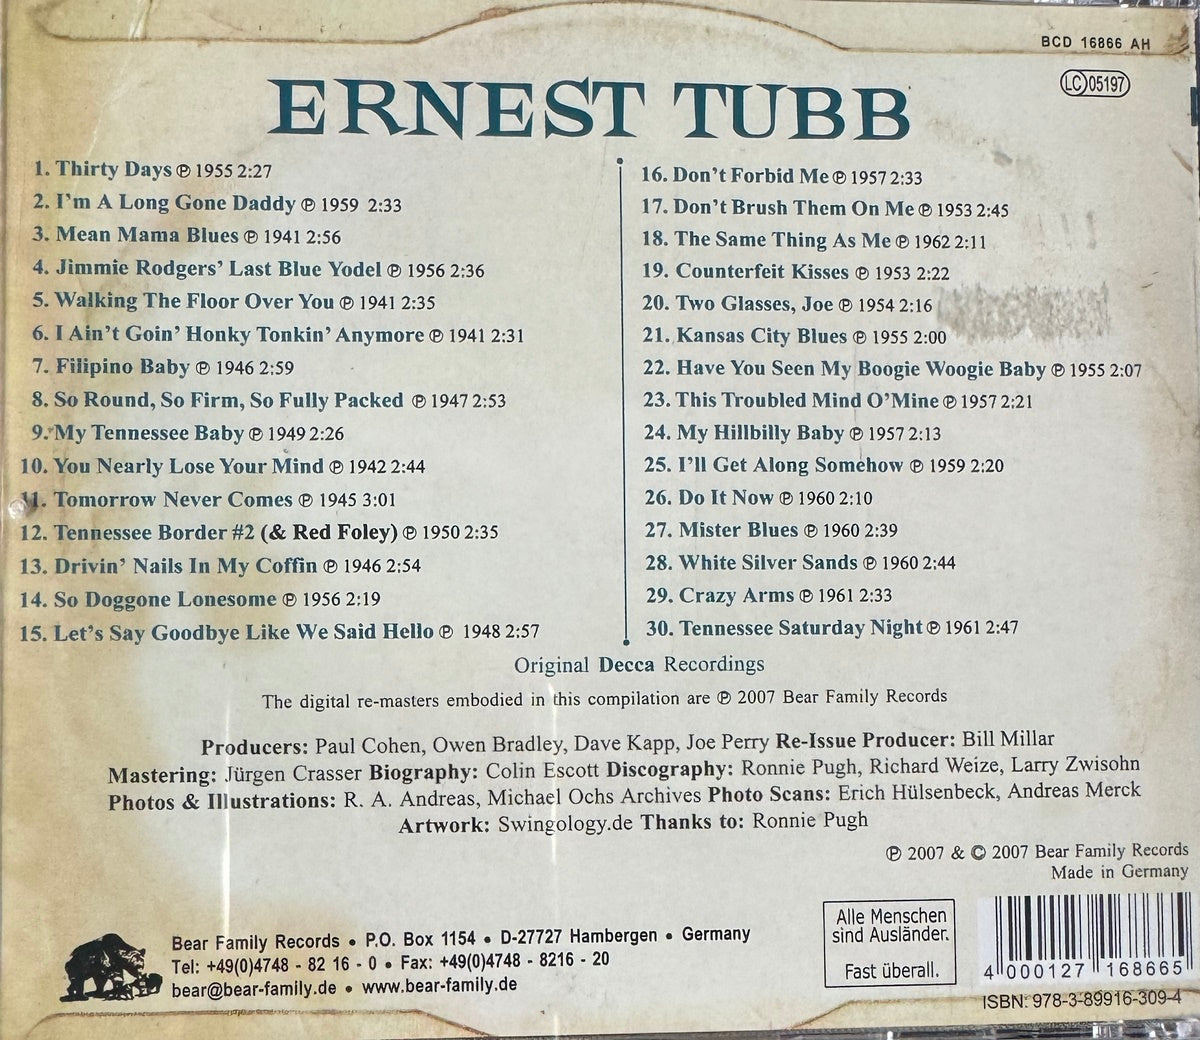 BCD 16866 AH
LC 05197
ERNEST TUBB
1. Thirty Days ℗ 1955 2:27
2. I'm A Long Gone Daddy ℗ 1959 2:33
3. Mean Mama Blues ℗ 1941 2:56
4. Jimmie Rodgers' Last Blue Yodel ℗ 1956 2:36
5. Walking The Floor Over You ℗ 1941 2:35
6. I Ain't Goin' Honky Tonkin' Anymore ℗ 1941 2:31
7. Filipino Baby ℗ 1946 2:59
8. So Round, So Firm, So Fully Packed ℗ 1947 2:53
9. My Tennessee Baby ℗ 1949 2:26
10. You Nearly Lose Your Mind ℗ 1942 2:44
11. Tomorrow Never Comes ℗ 1945 3:01
12. Tennessee Border #2 (& Red Foley) ℗ 1950 2:35
13. Drivin' Nails In My Coffin ℗ 1946 2:54
14. So Doggone Lonesome ℗ 1956 2:19
15. Let's Say Goodbye Like We Said Hello ℗ 1948 2:57
16. Don't Forbid Me ℗ 1957 2:33
17. Don't Brush Them On Me ℗ 1953 2:45
18. The Same Thing As Me ℗ 1962 2:11
19. Counterfeit Kisses ℗ 1953 2:22
20. Two Glasses, Joe ℗ 1954 2:16
21. Kansas City Blues ℗ 1955 2:00
22. Have You Seen My Boogie Woogie Baby ℗ 1955 2:07
23. This Troubled Mind O'Mine ℗ 1957 2:21
24. My Hillbilly Baby ℗ 1957 2:13
25. I'll Get Along Somehow ℗ 1959 2:20
26. Do It Now ℗ 1960 2:10
27. Mister Blues ℗ 1960 2:39
28. White Silver Sands ℗ 1960 2:44
29. Crazy Arms ℗ 1961 2:33
30. Tennessee Saturday Night ℗ 1961 2:47
Original Decca Recordings
The digital re-masters embodied in this compilation are ℗ 2007 Bear Family Records
Producers: Paul Cohen, Owen Bradley, Dave Kapp, Joe Perry Re-Issue Producer: Bill Millar
Mastering: Jürgen Crasser Biography: Colin Escott Discography: Ronnie Pugh, Richard Weize, Larry Zwisohn
Photos & Illustrations: R. A. Andreas, Michael Ochs Archives Photo Scans: Erich Hülsenbeck, Andreas Merck
Artwork: Swingology.de Thanks to: Ronnie Pugh
℗ 2007 & © 2007 Bear Family Records
Made in Germany
Bear Family Records • P.O. Box 1154 • D-27727 Hambergen • Germany
Tel: +49(0)4748 - 82 16 - 0 • Fax: +49(0)4748 - 8216 - 20
bear@bear-family.de • www.bear-family.de
Alle Menschen
sind Ausländer.
Fast überall.
4 000127 168665
ISBN: 978-3-89916-309-4